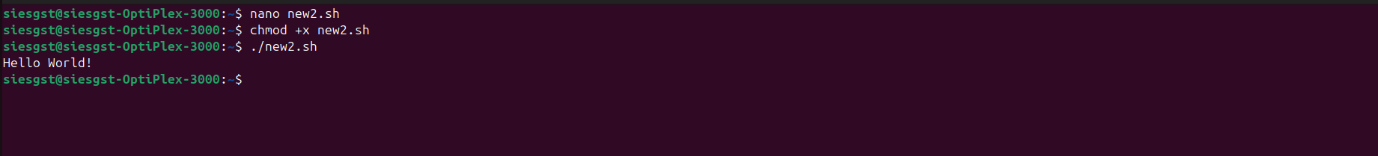 siesgst@siesgst-OptiPlex-3000:~$ nano new2.sh
siesgst@siesgst-OptiPlex-3000:~$ chmod +x new2.sh
siesgst@siesgst-OptiPlex-3000:~$ ./new2.sh
Hello World!
siesgst@siesgst-OptiPlex-3000:~$